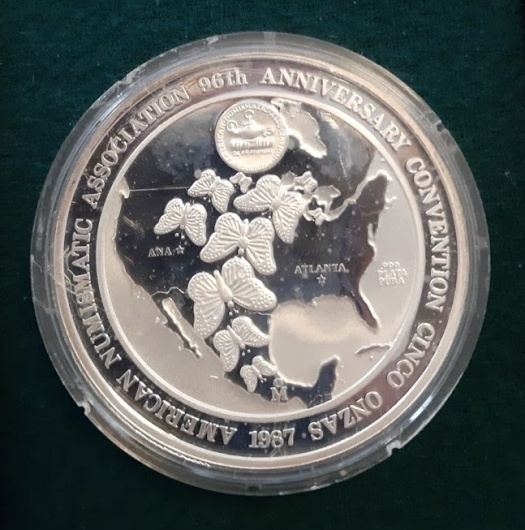 AMERICAN NUMISMATIC ASSOCIATION 96th ANNIVERSARY CONVENTION CINCO ONZAS · 1987 ·
ANA
ATLANTA
.999
PLATA
PURA
M